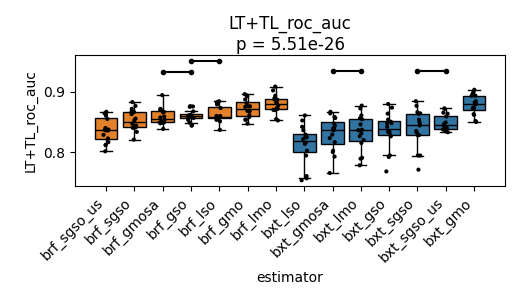 LT+TL_roc_auc
p = 5.51e-26
LT+TL_roc_auc
0.9
0.8
brf_sgso_us
brf_sgso
brf_gmosa
brf_gso
brf_lso
brf_gmo
brf_lmo
bxt_lso
bxt_gmosa
bxt_lmo
bxt_gso
bxt_sgso
bxt_sgso_us
bxt_gmo
estimator